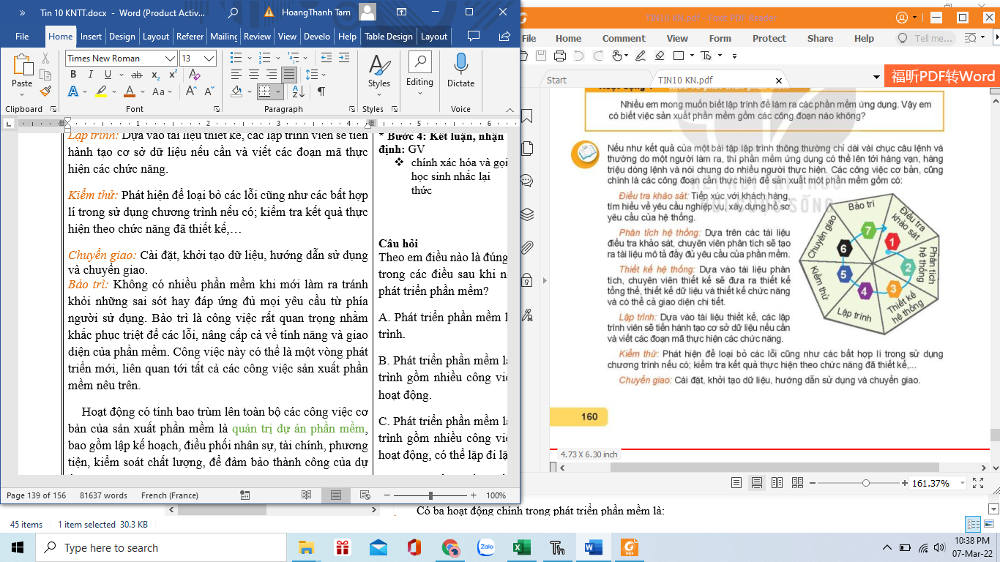 Tin 10 KNTT.docx - Word (Product Activ...
HoangThanh Tam
File Home Insert Design Layout Referer Mailinc Review View Develo Help Table Design Layout
Times New Roman 13
Paste
Styles
Editing
Dictate
Clipboard Font Paragraph Styles Voice
Lập trình: Dựa vào tài liệu thiết kế, các lập trình viên sẽ tiến
hành tạo cơ sở dữ liệu nếu cần và viết các đoạn mã thực
hiện các chức năng.
Kiểm thử: Phát hiện để loại bỏ các lỗi cũng như các bất hợp
lí trong sử dụng chương trình nếu có; kiểm tra kết quả thực
hiện theo chức năng đã thiết kế,…
Chuyển giao: Cài đặt, khởi tạo dữ liệu, hướng dẫn sử dụng
và chuyển giao.
Bảo trì: Không có nhiều phần mềm khi mới làm ra tránh
khỏi những sai sót hay đáp ứng đủ mọi yêu cầu từ phía
người sử dụng. Bảo trì là công việc rất quan trọng nhằm
khắc phục triệt để các lỗi, nâng cấp cả về tính năng và giao
diện của phần mềm. Công việc này có thể là một vòng phát
triển mới, liên quan tới tất cả các công việc sản xuất phần
mềm nêu trên.
Hoạt động có tính bao trùm lên toàn bộ các công việc cơ
bản của sản xuất phần mềm là quản trị dự án phần mềm,
bao gồm lập kế hoạch, điều phối nhân sự, tài chính, phương
tiện, kiểm soát chất lượng, để đảm bảo thành công của dự
* Bước 4: Kết luận, nhận
định: GV
❖ chính xác hóa và gọi
học sinh nhắc lại
thức
Câu hỏi
Theo em điều nào là đúng
trong các điều sau khi
phát triển phần mềm?
A. Phát triển phần mềm
trình.
B. Phát triển phần mềm
trình gồm nhiều công
hoạt động.
C. Phát triển phần mềm
trình gồm nhiều công
hoạt động, có thể lặp đi
Page 139 of 156 81637 words French (France) 100%
TIN10 KN.pdf - Foxit PDF Reader
File Home Comment View Form Protect Share Help Tell me...
Start TIN10 KN.pdf
福昕PDF转Word
Nhiều em mong muốn biết lập trình để làm ra các phần mềm ứng dụng. Vậy em
có biết việc sản xuất phần mềm gồm các công đoạn nào không?
Nếu như kết quả của một bài tập lập trình thông thường chỉ dài vài chục câu lệnh và
thường do một người làm ra, thì phần mềm ứng dụng có thể lên tới hàng vạn, hàng
triệu dòng lệnh và nói chung do nhiều người thực hiện. Các công việc cơ bản, cũng
chính là các công đoạn cần thực hiện để sản xuất một phần mềm gồm có:
Điều tra khảo sát: Tiếp xúc với khách hàng,
tìm hiểu về yêu cầu nghiệp vụ, xây dựng hồ sơ
yêu cầu của hệ thống.
Phân tích hệ thống: Dựa trên các tài liệu
điều tra khảo sát, chuyên viên phân tích sẽ tạo
ra tài liệu mô tả đầy đủ yêu cầu của phần mềm.
Thiết kế hệ thống: Dựa vào tài liệu phân
tích, chuyên viên thiết kế sẽ đưa ra thiết kế
tổng thể, thiết kế dữ liệu và thiết kế chức năng
và có thể cả giao diện chi tiết.
Lập trình: Dựa vào tài liệu thiết kế, các lập
trình viên sẽ tiến hành tạo cơ sở dữ liệu nếu cần
và viết các đoạn mã thực hiện các chức năng.
Kiểm thử: Phát hiện để loại bỏ các lỗi cũng như các bất hợp lí trong sử dụng
chương trình nếu có; kiểm tra kết quả thực hiện theo chức năng đã thiết kế,...
Chuyển giao: Cài đặt, khởi tạo dữ liệu, hướng dẫn sử dụng và chuyển giao.
Điều tra khảo sát
Phân tích hệ thống
Thiết kế hệ thống
Lập trình
Kiểm thử
Chuyển giao
Bảo trì
1
2
3
4
5
6
7
160
4.73 X 6.30 inch
161.37%
Có ba hoạt động chính trong phát triển phần mềm là:
45 items 1 item selected 30.3 KB
Type here to search
Zalo
10:38 PM
07-Mar-22